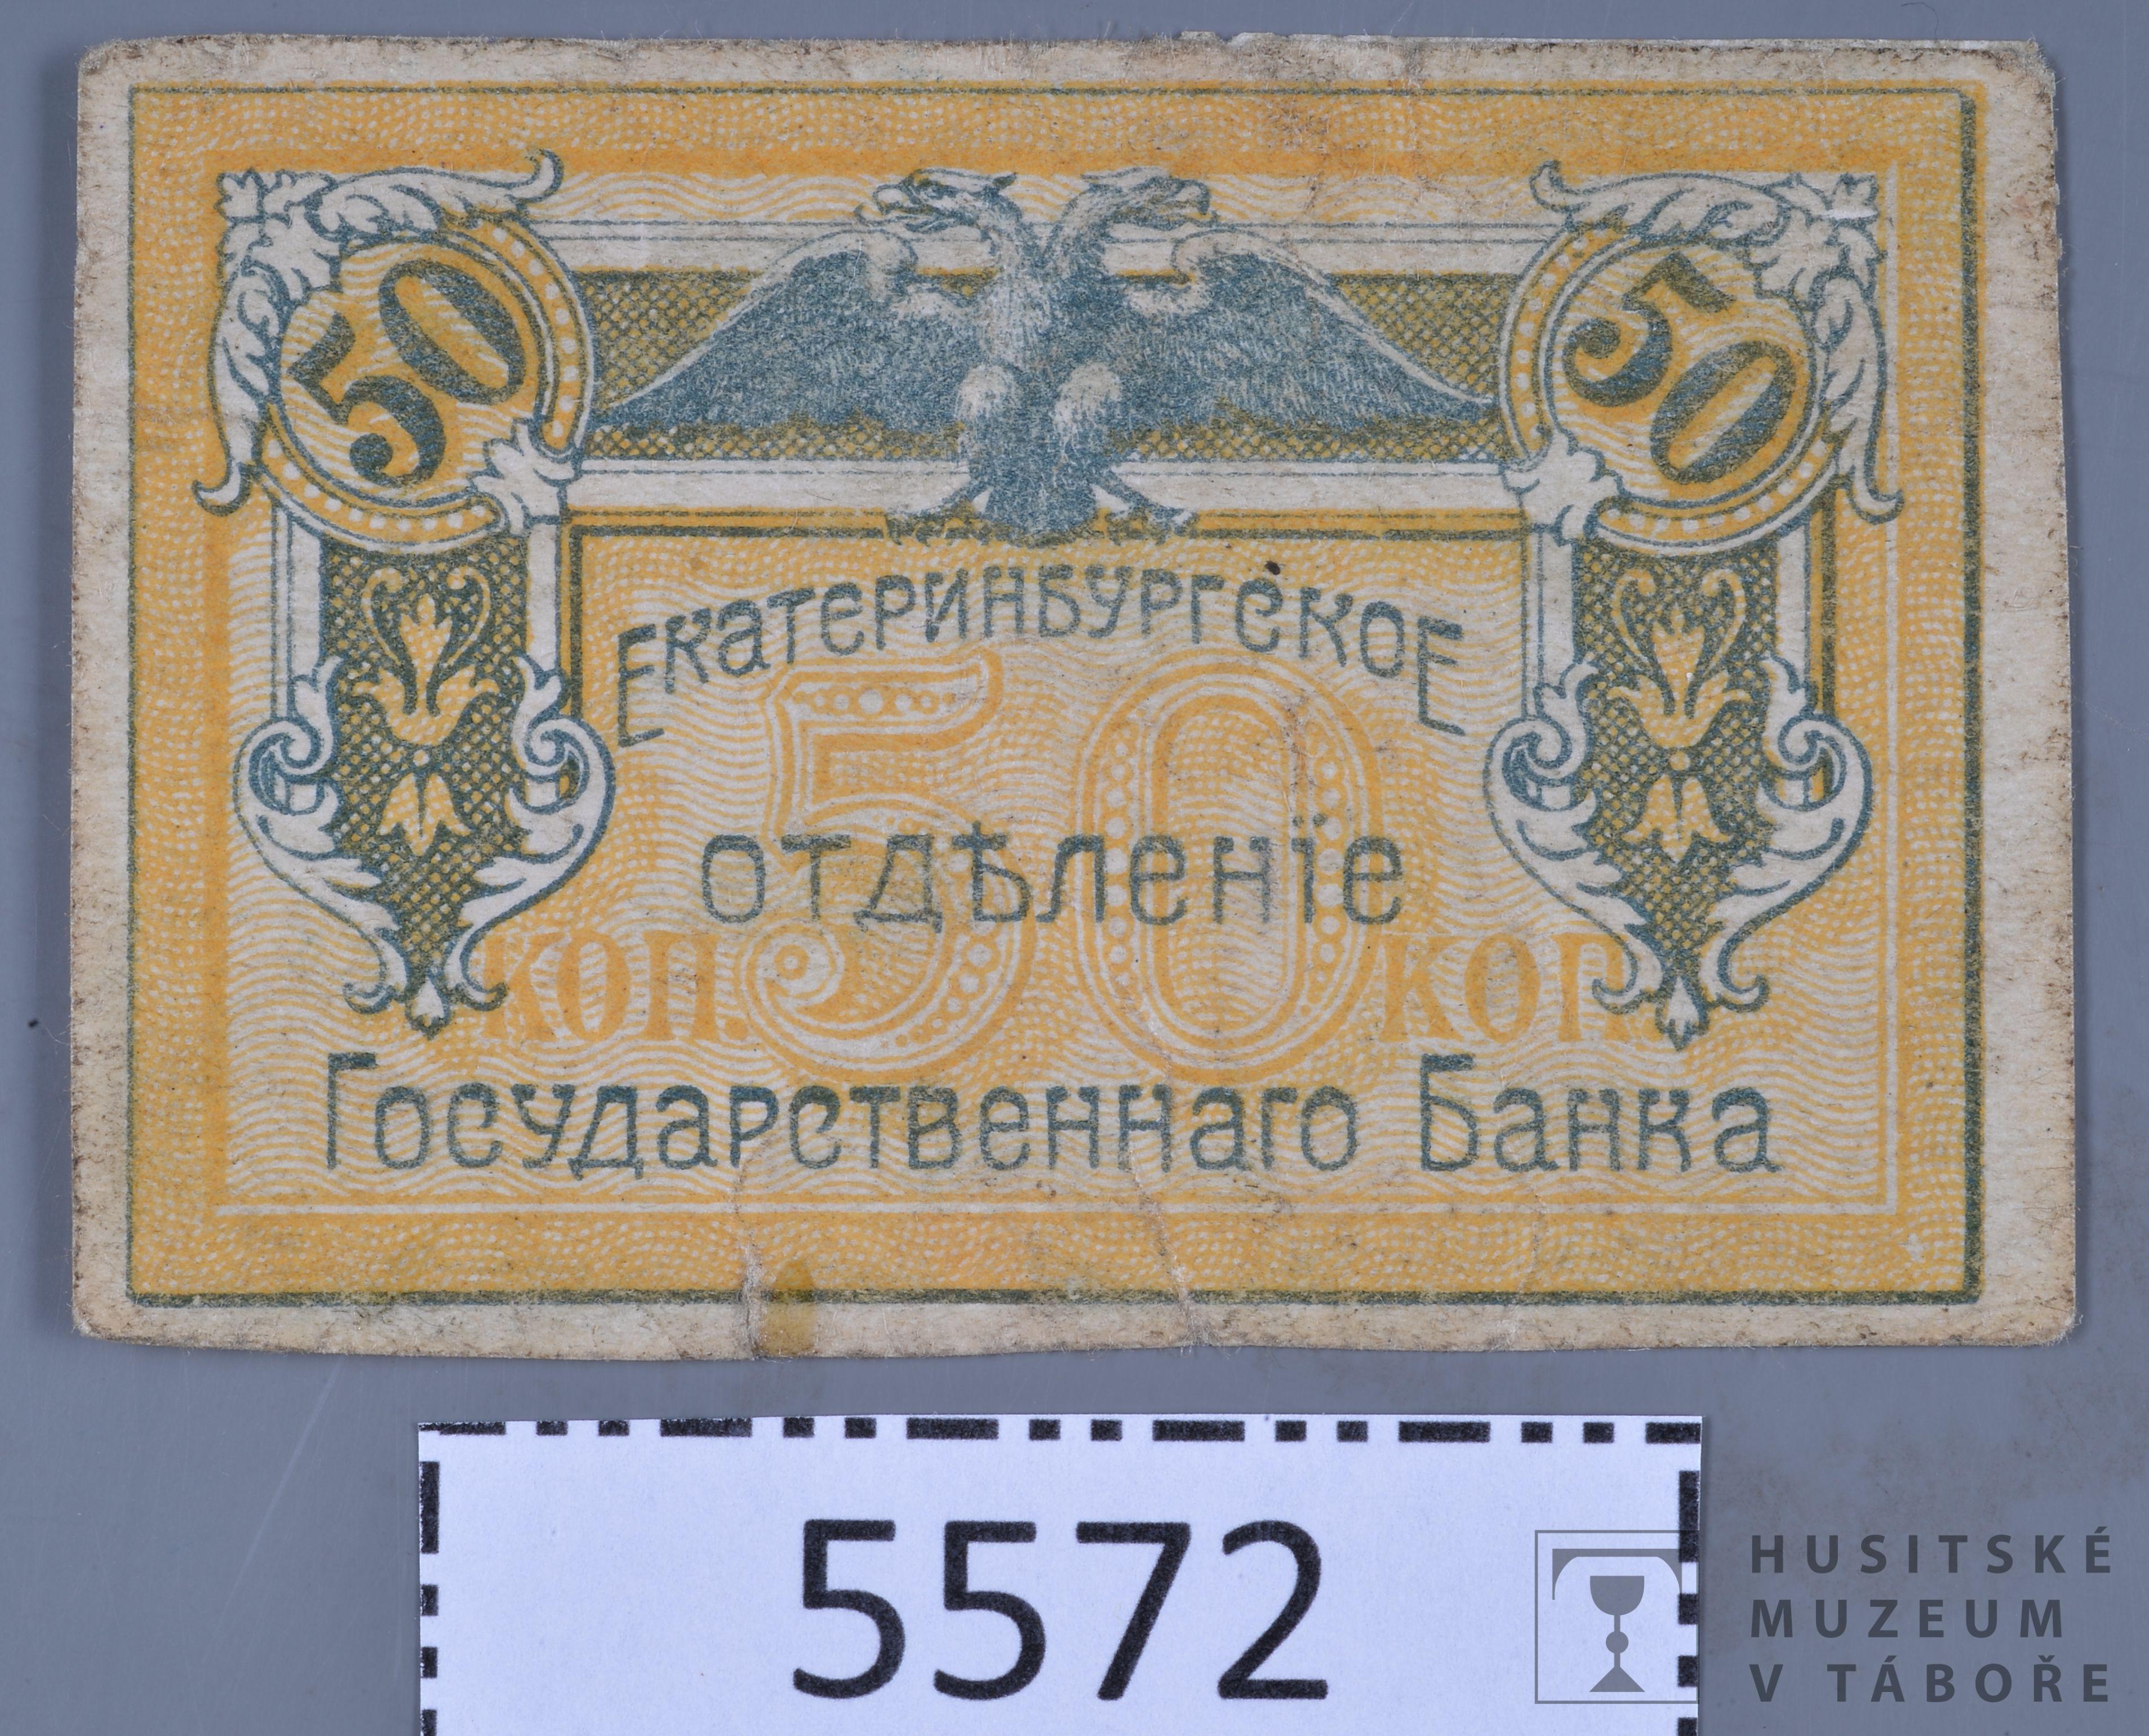 50
50
Екатеринбургское
50
отдѣленіе
коп. коп.
Государственнаго Банка
5572
HUSITSKÉ
MUZEUM
V TÁBOŘE